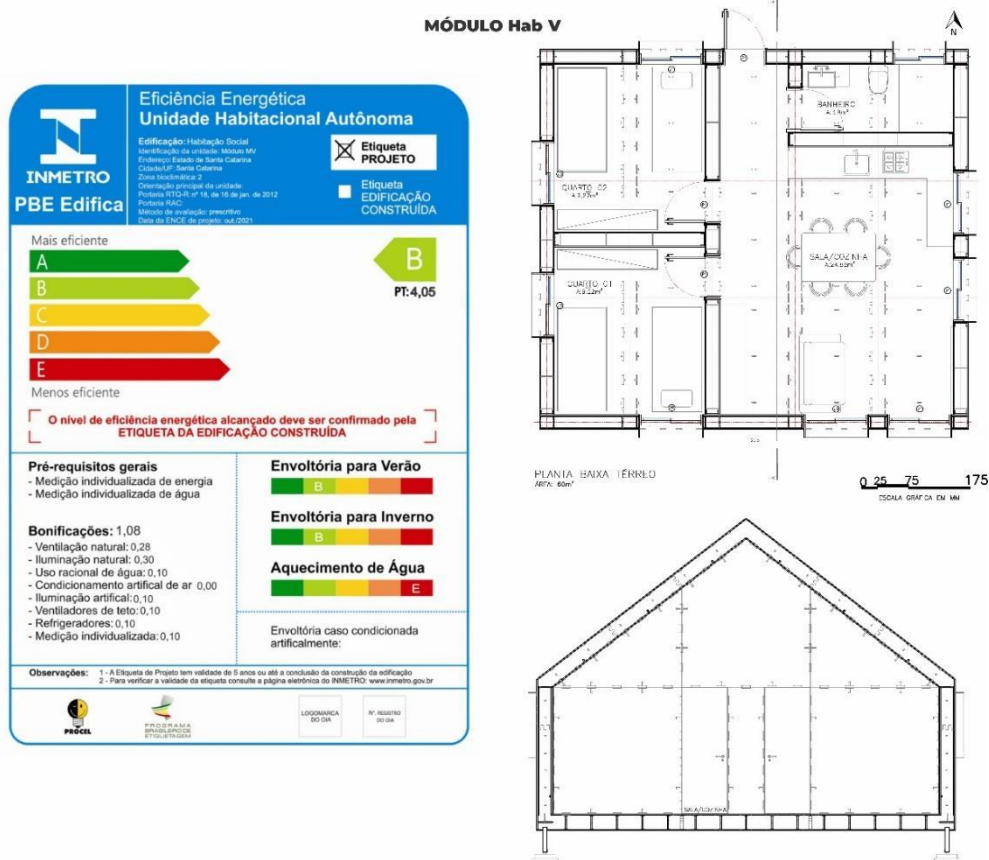 MÓDULO Hab V
Eficiência Energética
Unidade Habitacional Autônoma
INMETRO
PBE Edifica
Edificação: Habitação Social
Identificação da unidade: Módulo MV
Endereço: Estado de Santa Catarina
Cidade/UF: Santa Catarina
Zona bioclimática 2
Orientação principal da unidade:
Portaria RTQ-R: nº 18, de 16 de jan. de 2012
Portaria RAC:
Método de avaliação: prescritivo
Data da ENCE de projeto: out./2021
Etiqueta
PROJETO
Etiqueta
EDIFICAÇÃO
CONSTRUÍDA
Mais eficiente
A
B
C
D
E
Menos eficiente
B
PT: 4,05
O nível de eficiência energética alcançado deve ser confirmado pela
ETIQUETA DA EDIFICAÇÃO CONSTRUÍDA
Pré-requisitos gerais
- Medição individualizada de energia
- Medição individualizada de água
Bonificações: 1,08
- Ventilação natural: 0,28
- Iluminação natural: 0,30
- Uso racional de água: 0,10
- Condicionamento artifical de ar 0,00
- Iluminação artifical: 0,10
- Ventiladores de teto: 0,10
- Refrigeradores: 0,10
- Medição individualizada: 0,10
Envoltória para Verão
B
Envoltória para Inverno
B
Aquecimento de Água
E
Envoltória caso condicionada
artificalmente:
Observações: 1 - A Etiqueta de Projeto tem validade de 5 anos ou até a conclusão da construção da edificação
2 - Para verificar a validade da etiqueta consulte a página eletrônica do INMETRO: www.inmetro.gov.br
PROCEL
PROGRAMA
BRASILEIRO DE
ETIQUETAGEM
LOGOMARCA
DO OIA
Nº. REGISTRO
DO OIA
N
BANHEIRO
QUARTO 02
SALA/COZINHA
QUARTO 01
PLANTA BAIXA TÉRREO
ÁREA: 60m²
0 25 75 175
ESCALA GRÁFICA EM MM
SALA/COZINHA